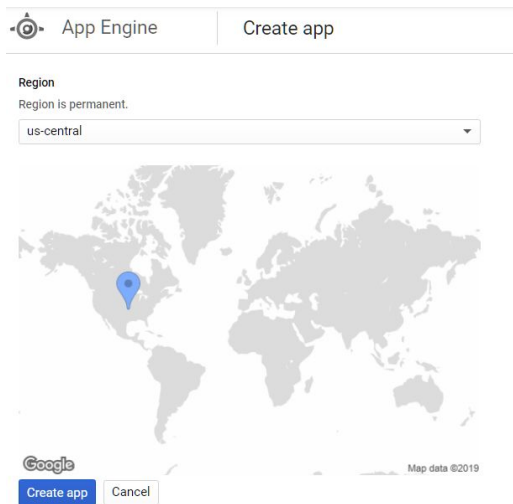 App Engine
Create app
Region
Region is permanent.
us-central
Google
Map data ©2019
Create app
Cancel